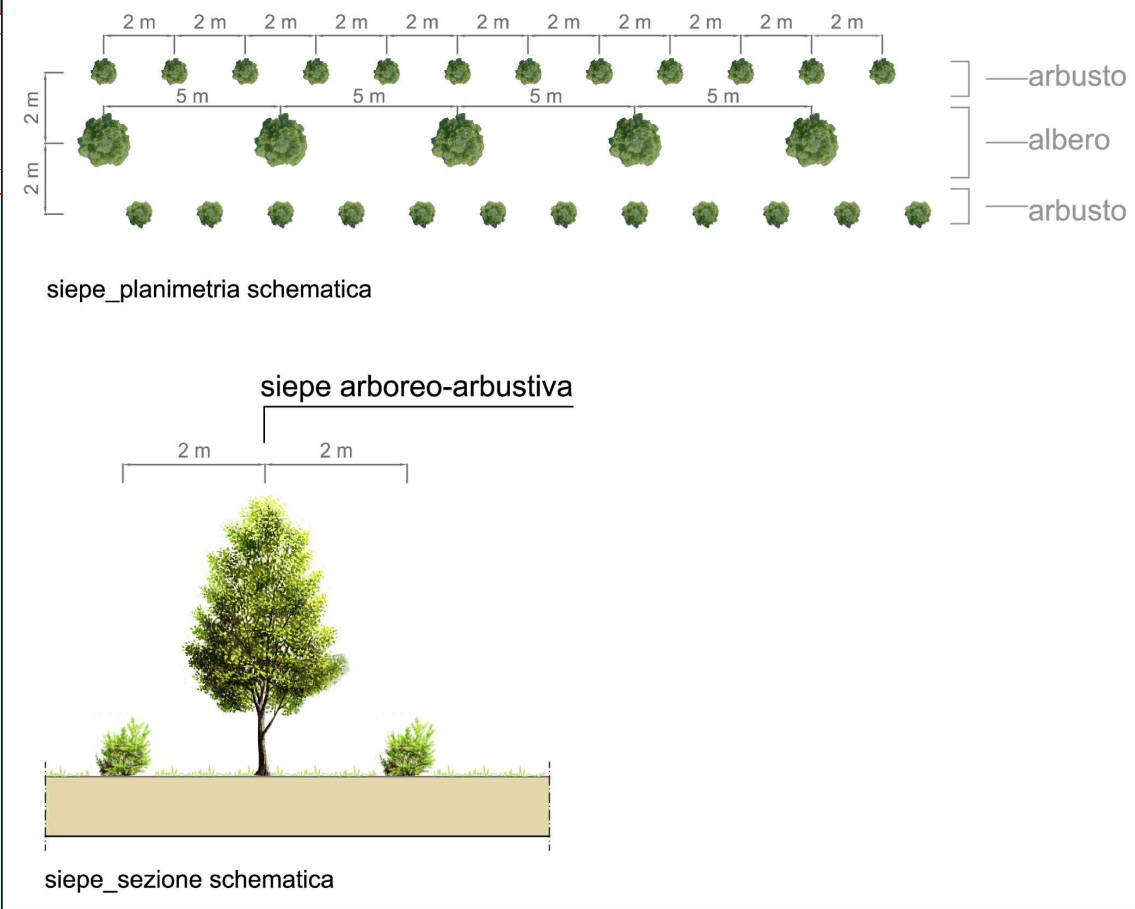 2 m 2 m 2 m 2 m 2 m 2 m 2 m 2 m 2 m 2 m 2 m
arbusto
2 m
5 m 5 m 5 m 5 m
albero
2 m
arbusto
siepe_planimetria schematica
siepe arboreo-arbustiva
2 m 2 m
siepe_sezione schematica